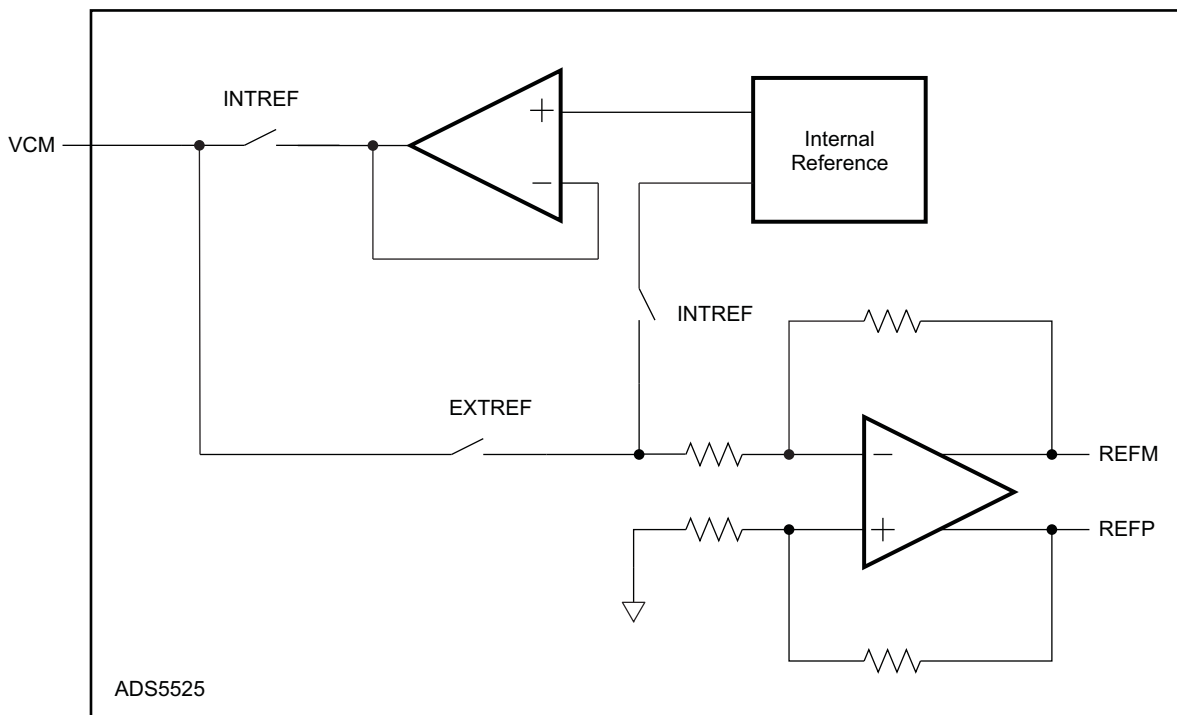 INTREF
VCM
Internal
Reference
INTREF
EXTREF
REFM
REFP
ADS5525